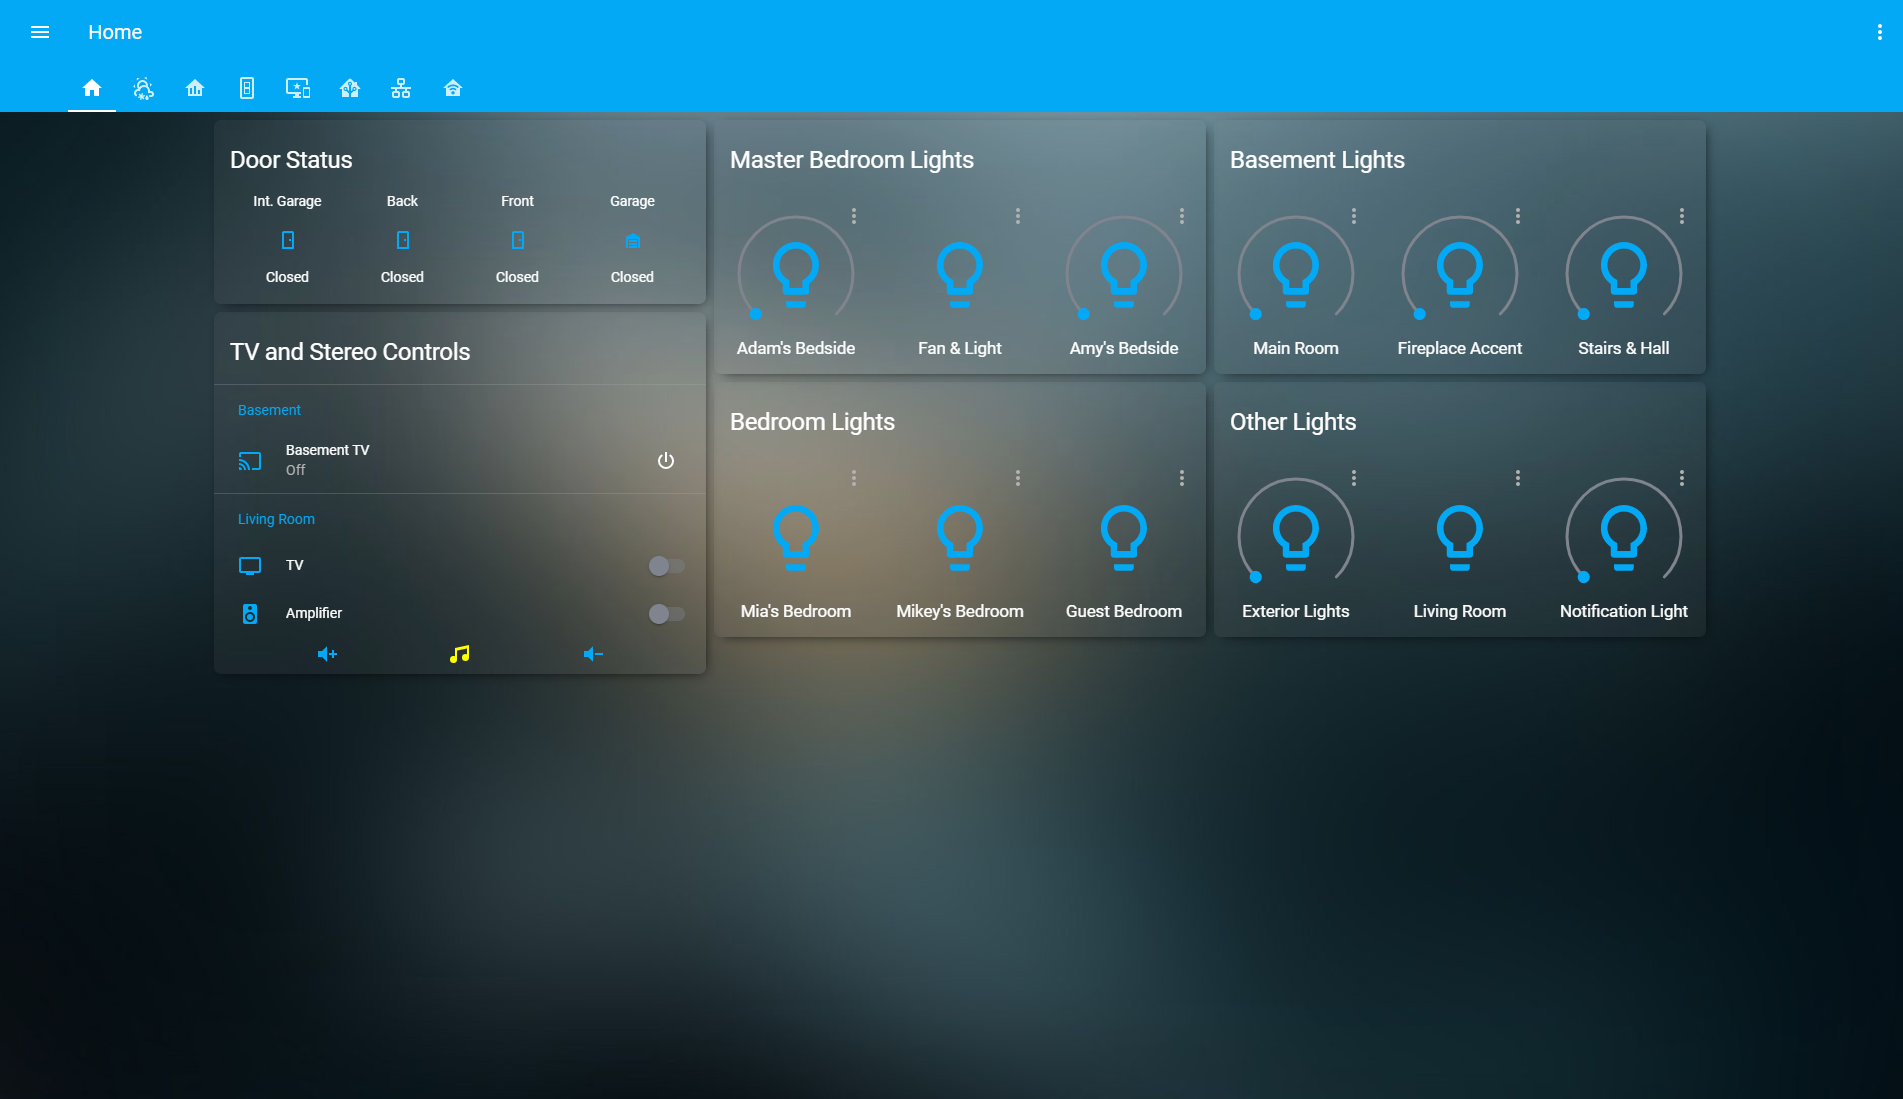 Home
Door Status
Int. Garage Back Front Garage
Closed Closed Closed Closed
TV and Stereo Controls
Basement
Basement TV
Off
Living Room
TV
Amplifier
Master Bedroom Lights
Adam's Bedside Fan & Light Amy's Bedside
Bedroom Lights
Mia's Bedroom Mikey's Bedroom Guest Bedroom
Basement Lights
Main Room Fireplace Accent Stairs & Hall
Other Lights
Exterior Lights Living Room Notification Light